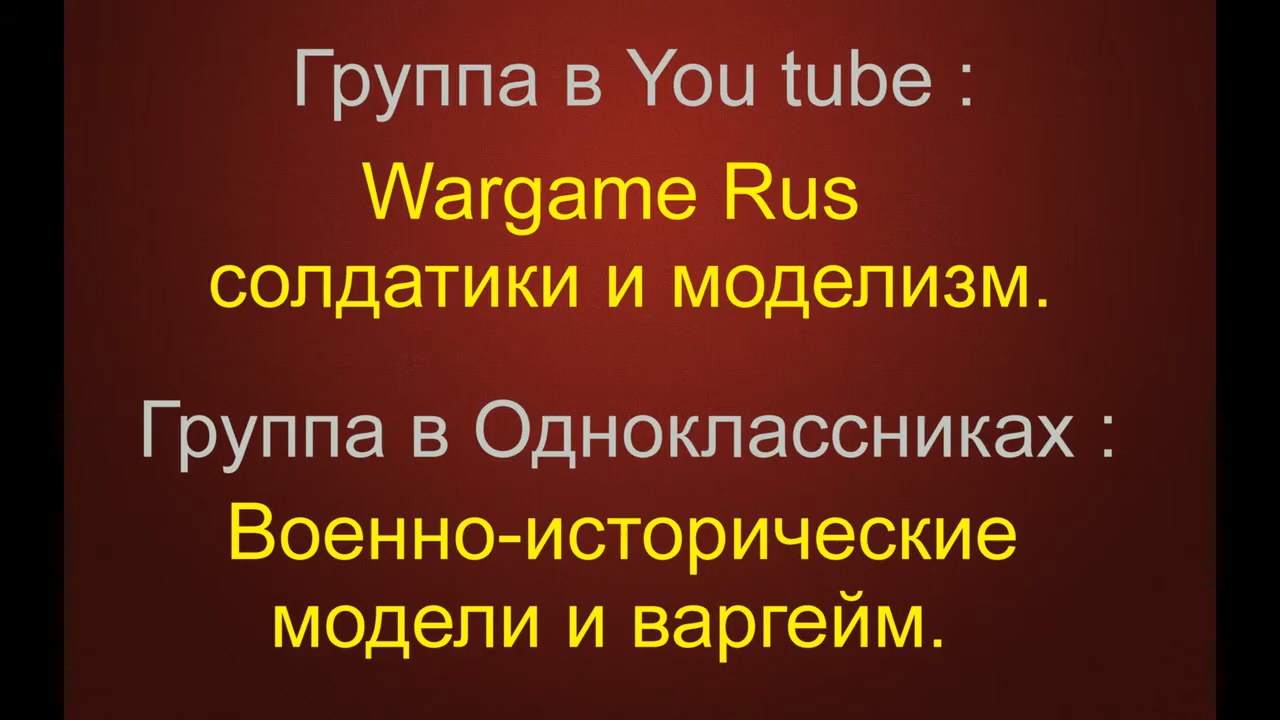 Группа в You tube :
Wargame Rus
солдатики и моделизм.
Группа в Одноклассниках :
Военно-исторические
модели и варгейм.